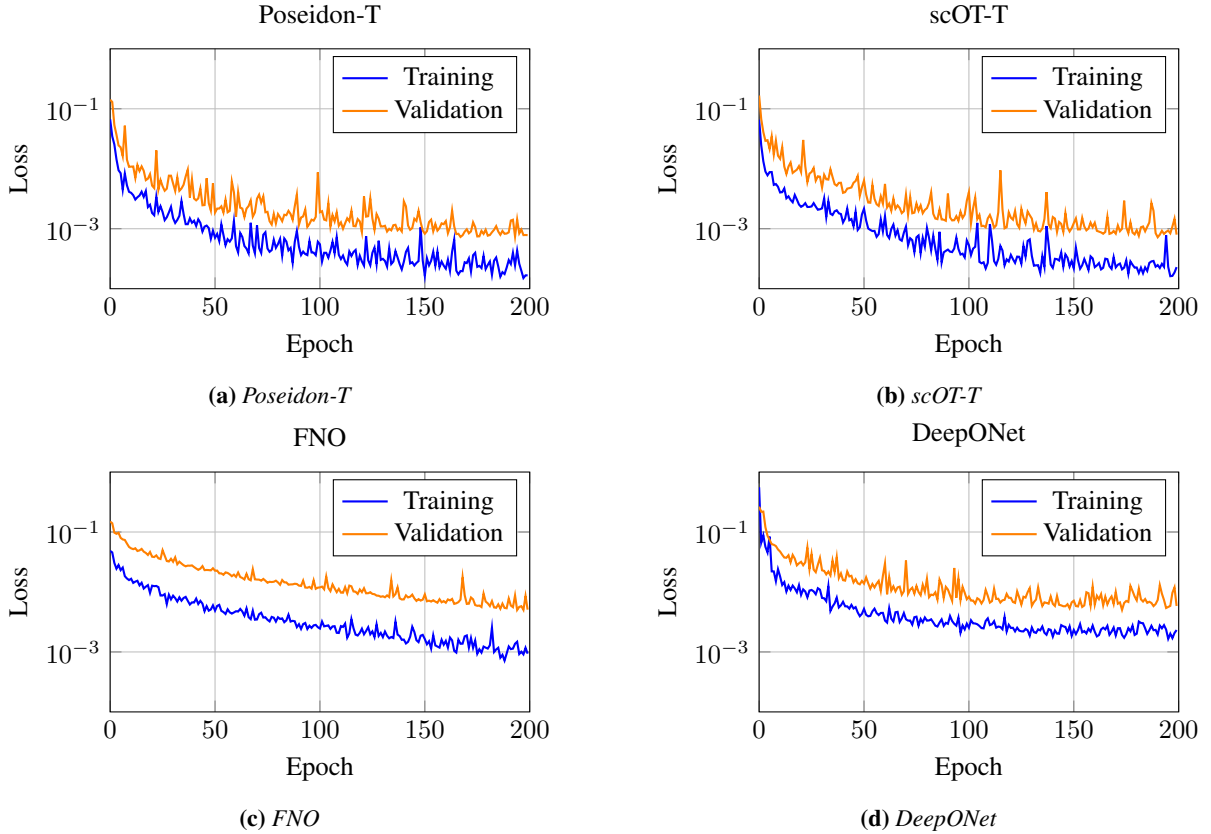 Poseidon-T
10⁻¹
10⁻³
Loss
Training
Validation
0 50 100 150 200
Epoch
(a) Poseidon-T
scOT-T
10⁻¹
10⁻³
Loss
Training
Validation
0 50 100 150 200
Epoch
(b) scOT-T
FNO
10⁻¹
10⁻³
Loss
Training
Validation
0 50 100 150 200
Epoch
(c) FNO
DeepONet
10⁻¹
10⁻³
Loss
Training
Validation
0 50 100 150 200
Epoch
(d) DeepONet